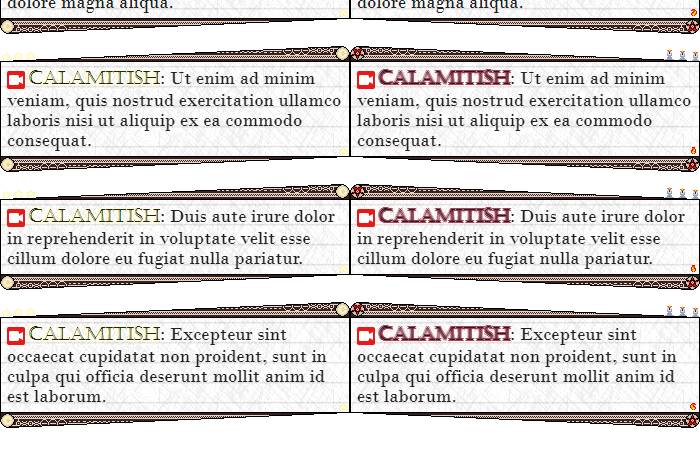 dolore magna aliqua.
CALAMITISH: Ut enim ad minim
veniam, quis nostrud exercitation ullamco
laboris nisi ut aliquip ex ea commodo
consequat.
CALAMITISH: Duis aute irure dolor
in reprehenderit in voluptate velit esse
cillum dolore eu fugiat nulla pariatur.
CALAMITISH: Excepteur sint
occaecat cupidatat non proident, sunt in
culpa qui officia deserunt mollit anim id
est laborum.
dolore magna aliqua.
CALAMITISH: Ut enim ad minim
veniam, quis nostrud exercitation ullamco
laboris nisi ut aliquip ex ea commodo
consequat.
CALAMITISH: Duis aute irure dolor
in reprehenderit in voluptate velit esse
cillum dolore eu fugiat nulla pariatur.
CALAMITISH: Excepteur sint
occaecat cupidatat non proident, sunt in
culpa qui officia deserunt mollit anim id
est laborum.